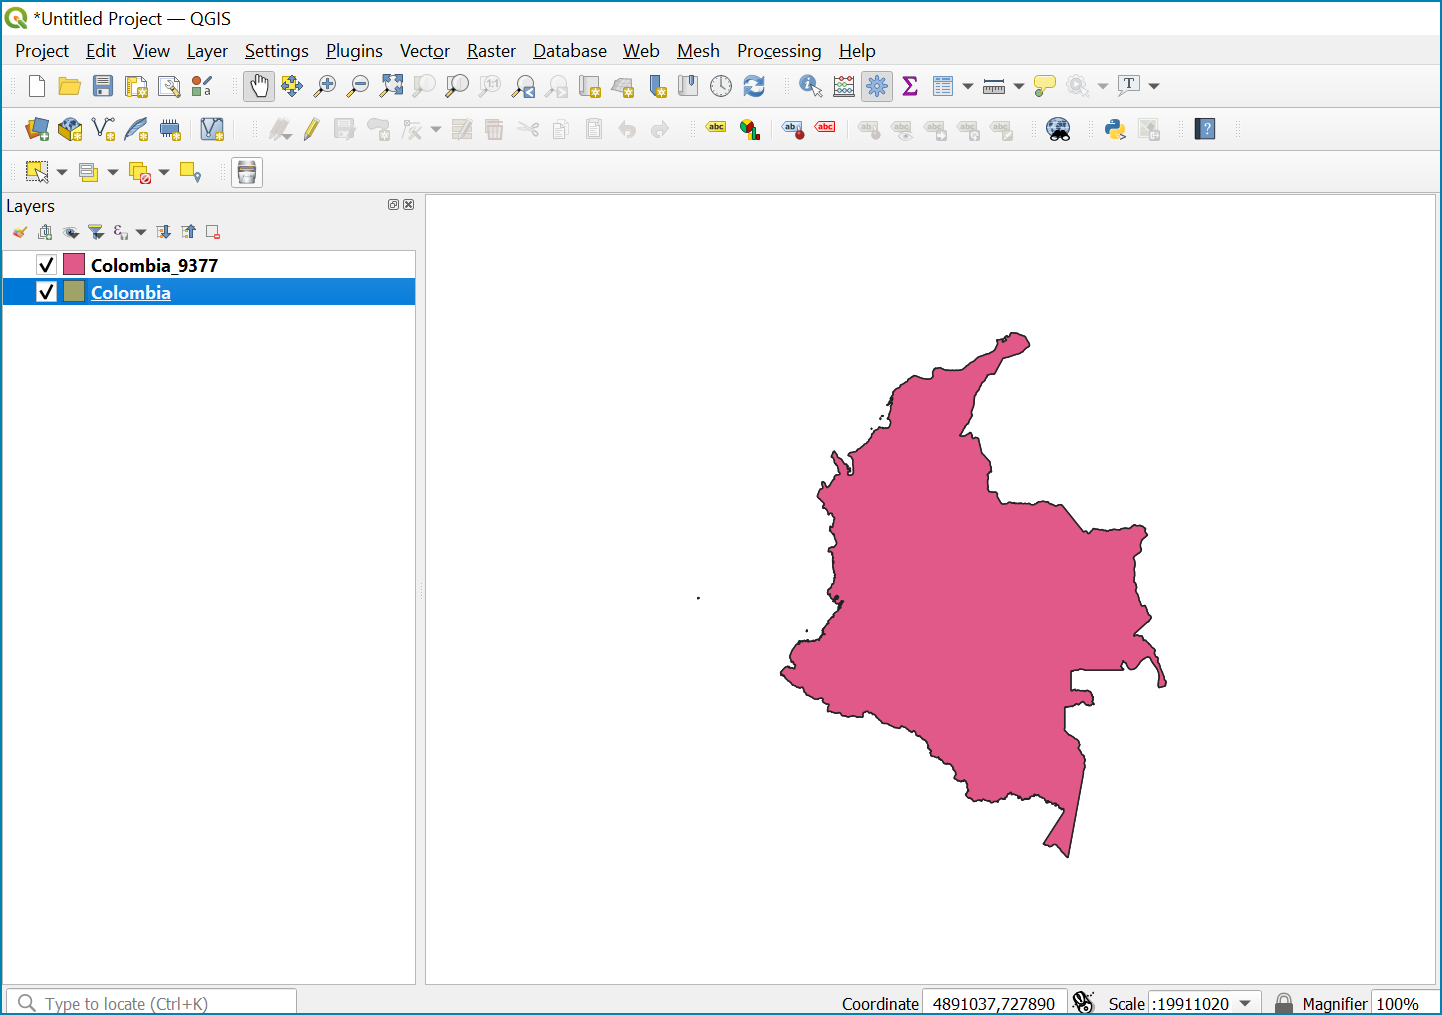 *Untitled Project — QGIS
Project Edit View Layer Settings Plugins Vector Raster Database Web Mesh Processing Help
Layers
Colombia_9377
Colombia
Type to locate (Ctrl+K)
Coordinate 4891037,727890 Scale :19911020 Magnifier 100%